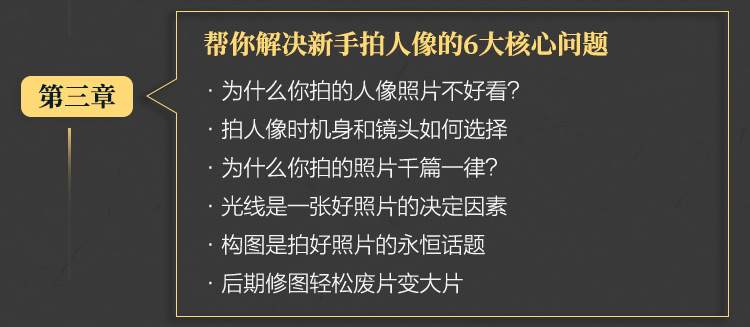 第三章
帮你解决新手拍人像的6大核心问题
· 为什么你拍的人像照片不好看?
· 拍人像时机身和镜头如何选择
· 为什么你拍的照片千篇一律?
· 光线是一张好照片的决定因素
· 构图是拍好照片的永恒话题
· 后期修图轻松废片变大片